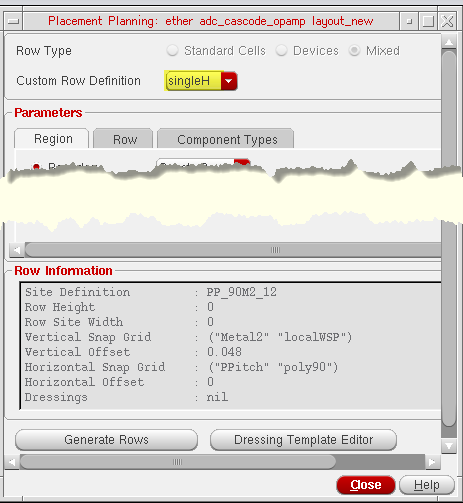 Placement Planning: ether adc_cascode_opamp layout_new
Row Type Standard Cells Devices Mixed
Custom Row Definition singleH
Parameters
Region Row Component Types
Row Information
Site Definition : PP_90M2_12
Row Height : 0
Row Site Width : 0
Vertical Snap Grid : ("Metal2" "localWSP")
Vertical Offset : 0.048
Horizontal Snap Grid : ("PPitch" "poly90")
Horizontal Offset : 0
Dressings : nil
Generate Rows Dressing Template Editor
Close Help